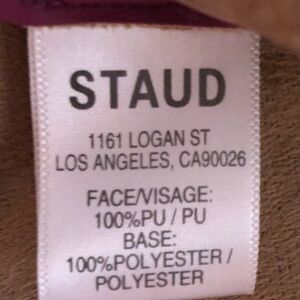 STAUD
1161 LOGAN ST
LOS ANGELES, CA90026
FACE/VISAGE:
100%PU / PU
BASE:
100%POLYESTER /
POLYESTER